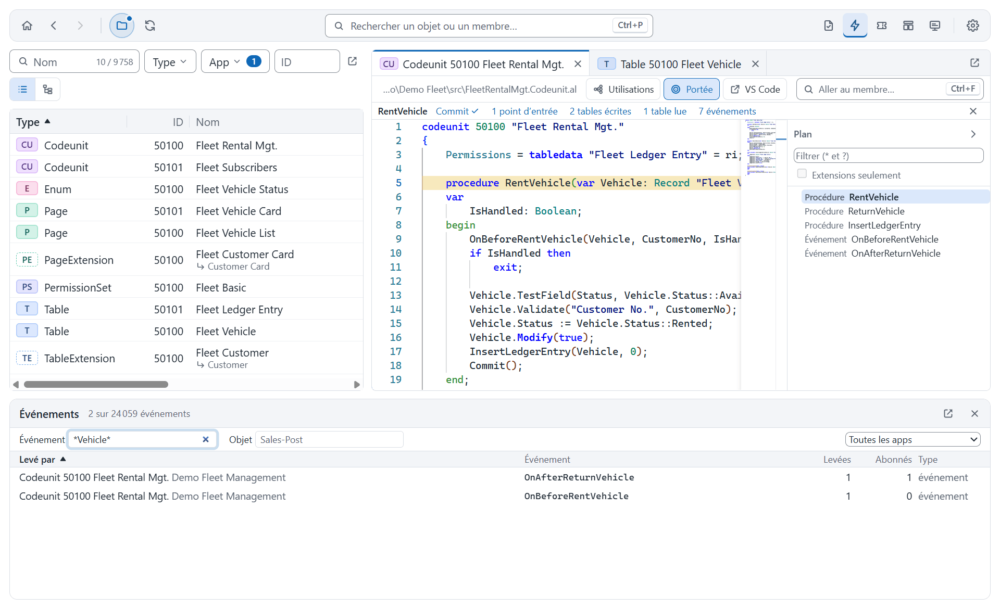 Rechercher un objet ou un membre...
Ctrl+P
Nom
10 / 9 758
Type
App
1
ID
Type
ID
Nom
CU Codeunit 50100 Fleet Rental Mgt.
CU Codeunit 50101 Fleet Subscribers
E Enum 50100 Fleet Vehicle Status
P Page 50101 Fleet Vehicle Card
P Page 50100 Fleet Vehicle List
PE PageExtension 50100 Fleet Customer Card
↳ Customer Card
PS PermissionSet 50100 Fleet Basic
T Table 50101 Fleet Ledger Entry
T Table 50100 Fleet Vehicle
TE TableExtension 50100 Fleet Customer
↳ Customer
CU Codeunit 50100 Fleet Rental Mgt.
T Table 50100 Fleet Vehicle
...o\Demo Fleet\src\FleetRentalMgt.Codeunit.al
Utilisations
Portée
VS Code
Aller au membre...
Ctrl+F
RentVehicle Commit ✓ 1 point d'entrée 2 tables écrites 1 table lue 7 événements
1 codeunit 50100 "Fleet Rental Mgt."
2 {
3 Permissions = tabledata "Fleet Ledger Entry" = ri;
4
5 procedure RentVehicle(var Vehicle: Record "Fleet V
6 var
7 IsHandled: Boolean;
8 begin
9 OnBeforeRentVehicle(Vehicle, CustomerNo, IsHan
10 if IsHandled then
11 exit;
12
13 Vehicle.TestField(Status, Vehicle.Status::Avai
14 Vehicle.Validate("Customer No.", CustomerNo);
15 Vehicle.Status := Vehicle.Status::Rented;
16 Vehicle.Modify(true);
17 InsertLedgerEntry(Vehicle, 0);
18 Commit();
19 end;
Plan
Filtrer (* et ?)
Extensions seulement
Procédure RentVehicle
Procédure ReturnVehicle
Procédure InsertLedgerEntry
Événement OnBeforeRentVehicle
Événement OnAfterReturnVehicle
Événements 2 sur 24 059 événements
Événement *Vehicle*
Objet Sales-Post
Toutes les apps
Levé par Événement Levées Abonnés Type
Codeunit 50100 Fleet Rental Mgt. Demo Fleet Management OnAfterReturnVehicle 1 1 événement
Codeunit 50100 Fleet Rental Mgt. Demo Fleet Management OnBeforeRentVehicle 1 0 événement